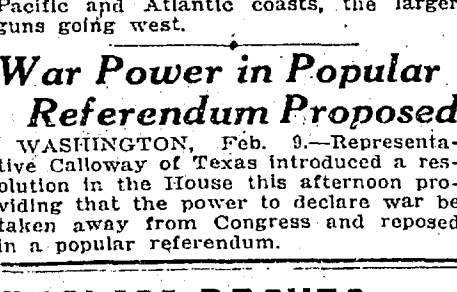 Pacific and Atlantic coasts, the larger
guns going west.
War Power in Popular
Referendum Proposed
WASHINGTON, Feb. 9.—Representa-
tive Calloway of Texas introduced a res-
olution in the House this afternoon pro-
viding that the power to declare war be
taken away from Congress and reposed
in a popular referendum.